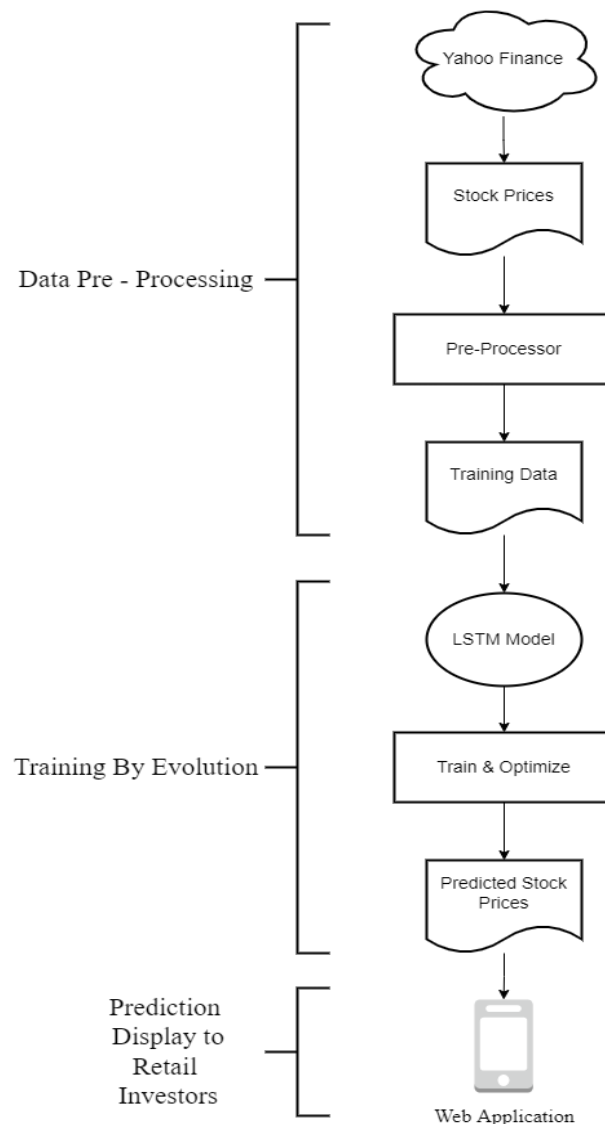 Yahoo Finance
Stock Prices
Data Pre - Processing
Pre-Processor
Training Data
LSTM Model
Training By Evolution
Train & Optimize
Predicted Stock
Prices
Prediction
Display to
Retail
Investors
Web Application